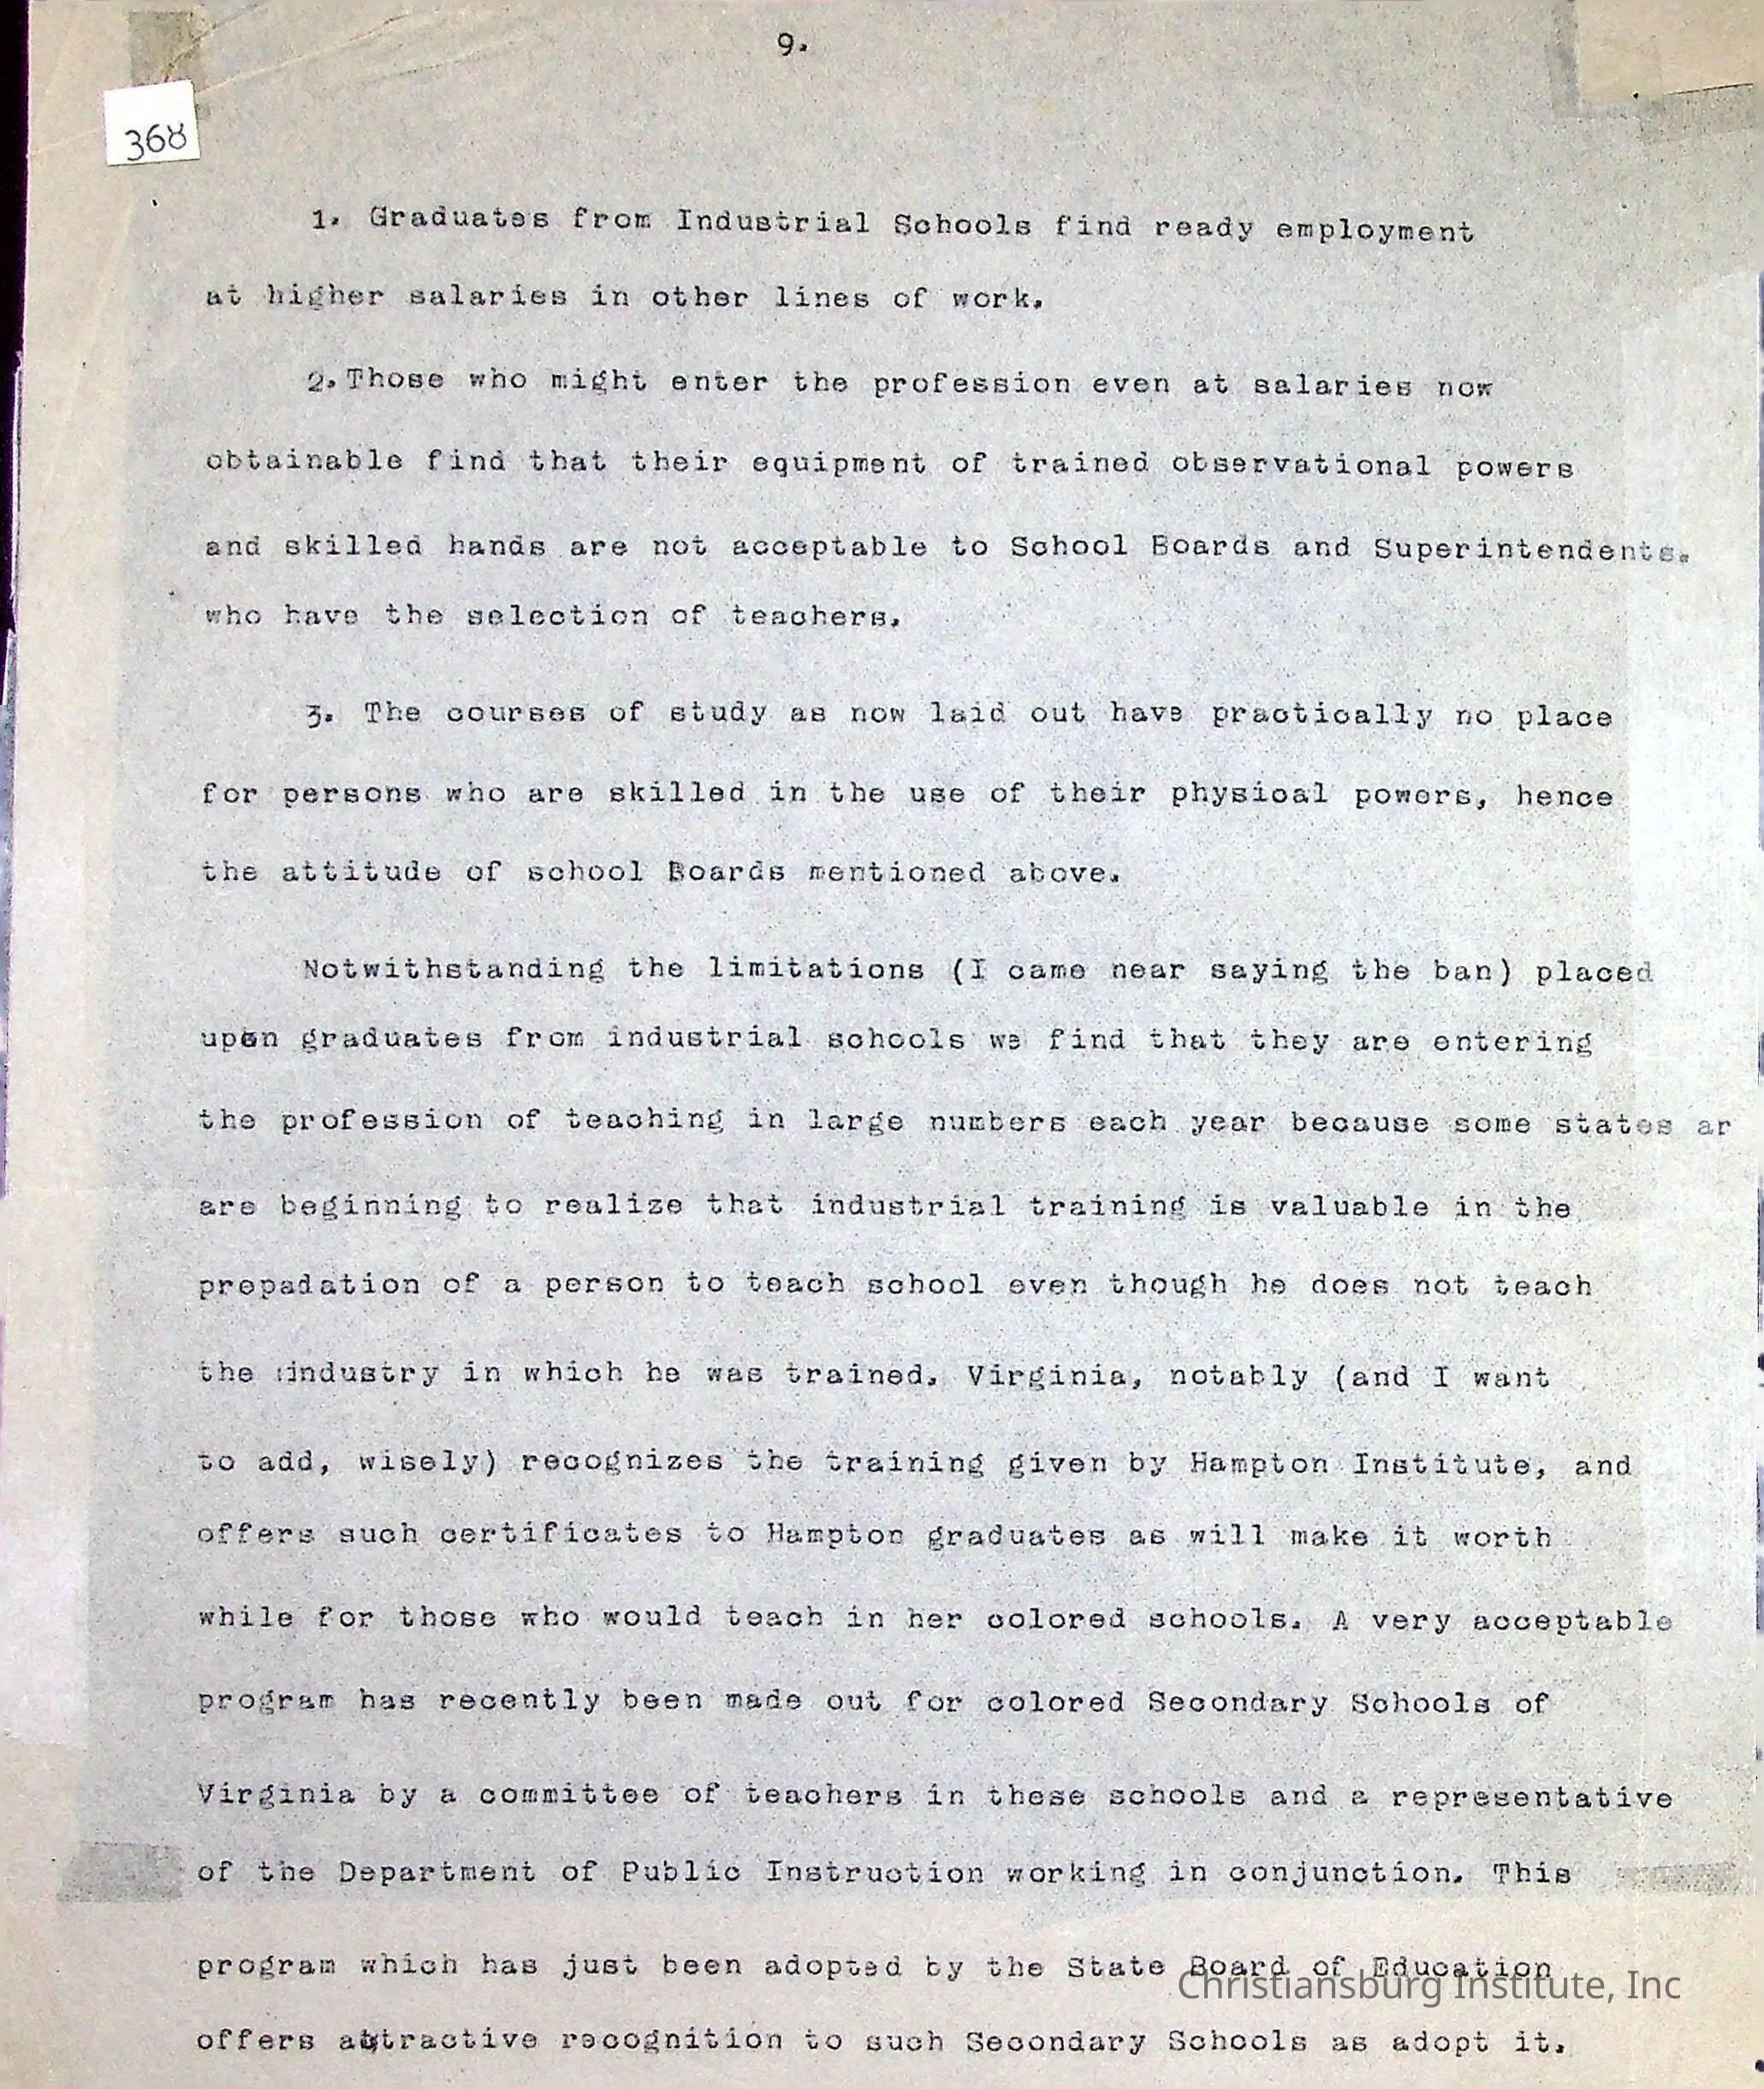 9.
368
1. Graduates from Industrial Schools find ready employment
at higher salaries in other lines of work.
2. Those who might enter the profession even at salaries now
obtainable find that their equipment of trained observational powers
and skilled hands are not acceptable to School Boards and Superintendents.
who have the selection of teachers.
3. The courses of study as now laid out have practically no place
for persons who are skilled in the use of their physical powers, hence
the attitude of school Boards mentioned above.
Notwithstanding the limitations (I came near saying the ban) placed
upon graduates from industrial schools we find that they are entering
the profession of teaching in large numbers each year because some states ar
are beginning to realize that industrial training is valuable in the
prepadation of a person to teach school even though he does not teach
the industry in which he was trained. Virginia, notably (and I want
to add, wisely) recognizes the training given by Hampton Institute, and
offers such certificates to Hampton graduates as will make it worth
while for those who would teach in her colored schools. A very acceptable
program has recently been made out for colored Secondary Schools of
Virginia by a committee of teachers in these schools and a representative
of the Department of Public Instruction working in conjunction. This
program which has just been adopted by the State Board of Education
Christiansburg Institute, Inc
offers attractive recognition to such Secondary Schools as adopt it.